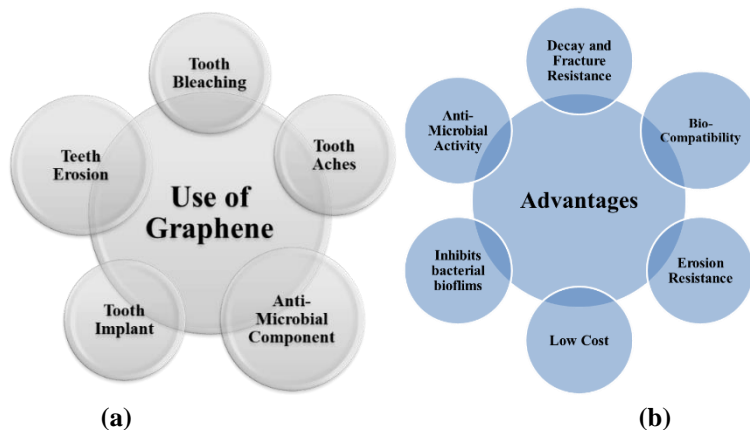 Tooth
Bleaching
Tooth
Aches
Anti-
Microbial
Component
Tooth
Implant
Teeth
Erosion
Use of
Graphene
(a)
Decay and
Fracture
Resistance
Bio-
Compatibility
Erosion
Resistance
Low Cost
Inhibits
bacterial
bioflims
Anti-
Microbial
Activity
Advantages
(b)